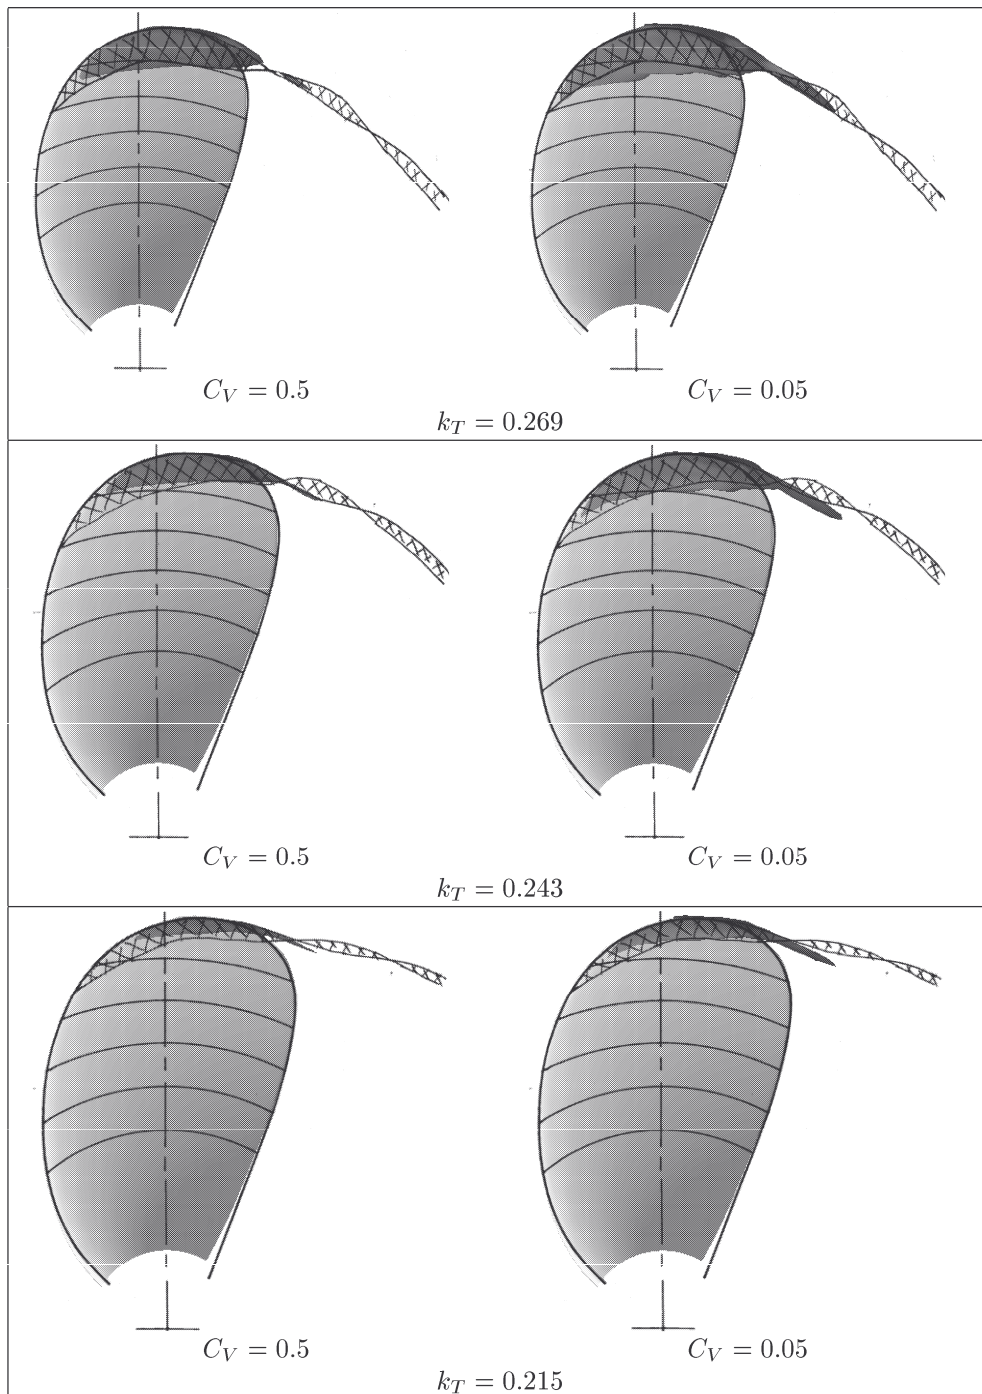 C_V = 0.5
C_V = 0.05
k_T = 0.269
C_V = 0.5
C_V = 0.05
k_T = 0.243
C_V = 0.5
C_V = 0.05
k_T = 0.215